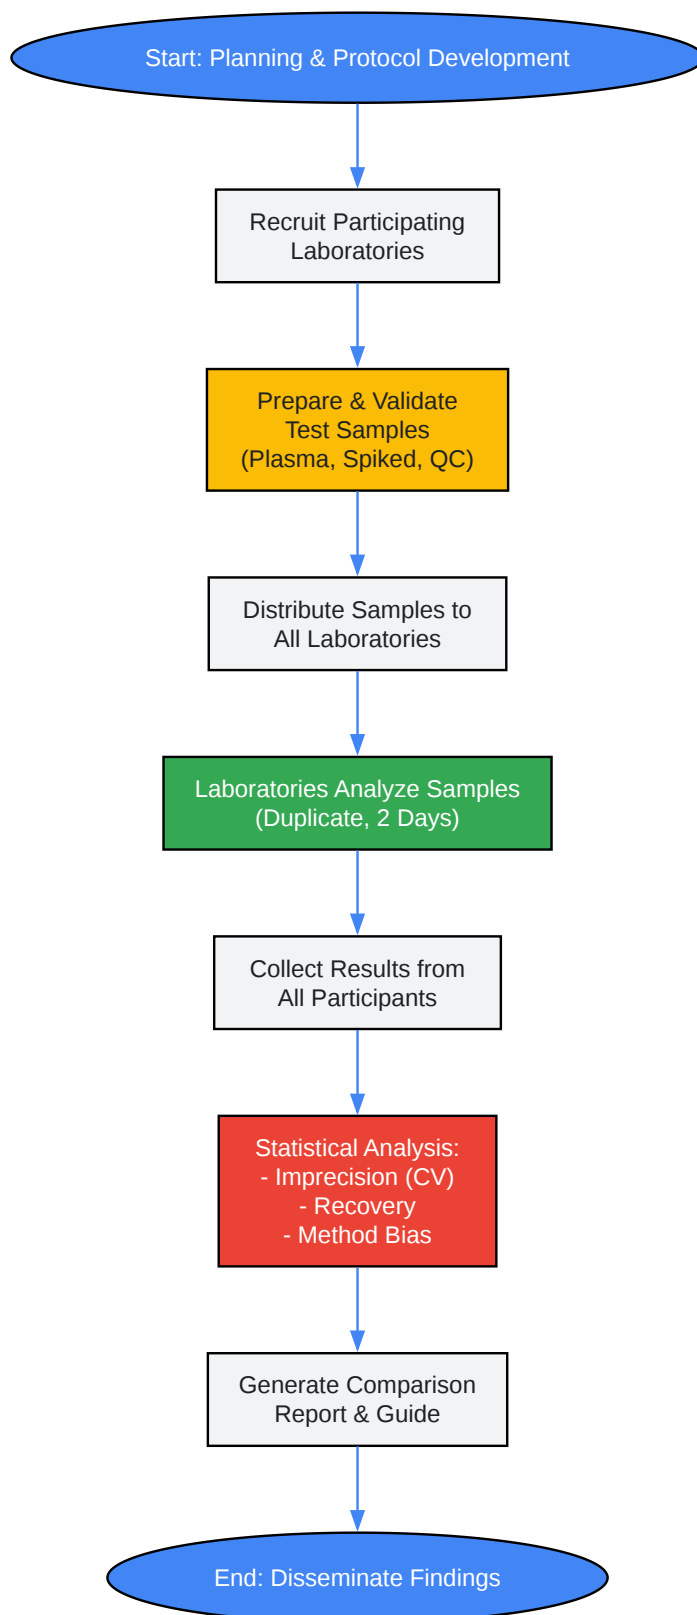 Start: Planning & Protocol Development
Recruit Participating
Laboratories
Prepare & Validate
Test Samples
(Plasma, Spiked, QC)
Distribute Samples to
All Laboratories
Laboratories Analyze Samples
(Duplicate, 2 Days)
Collect Results from
All Participants
Statistical Analysis:
- Imprecision (CV)
- Recovery
- Method Bias
Generate Comparison
Report & Guide
End: Disseminate Findings